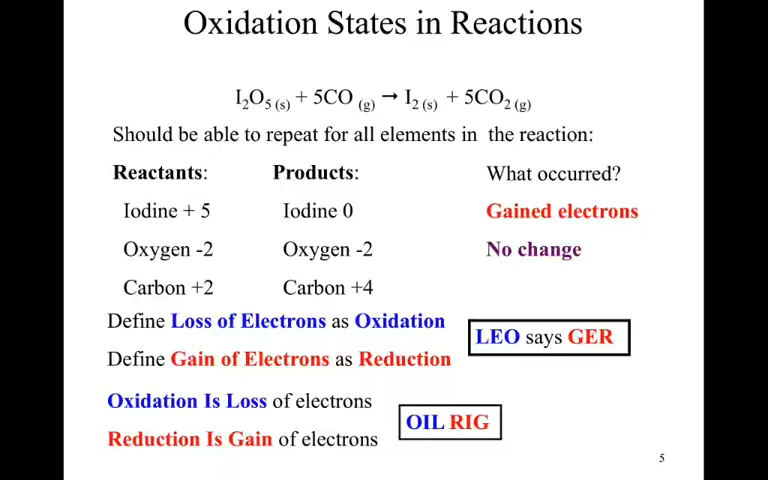 Oxidation States in Reactions
I₂O₅ (s) + 5CO (g) → I₂ (s) + 5CO₂ (g)
Should be able to repeat for all elements in the reaction:
Reactants: Products: What occurred?
Iodine + 5 Iodine 0 Gained electrons
Oxygen -2 Oxygen -2 No change
Carbon +2 Carbon +4
Define Loss of Electrons as Oxidation
LEO says GER
Define Gain of Electrons as Reduction
Oxidation Is Loss of electrons
OIL RIG
Reduction Is Gain of electrons
5